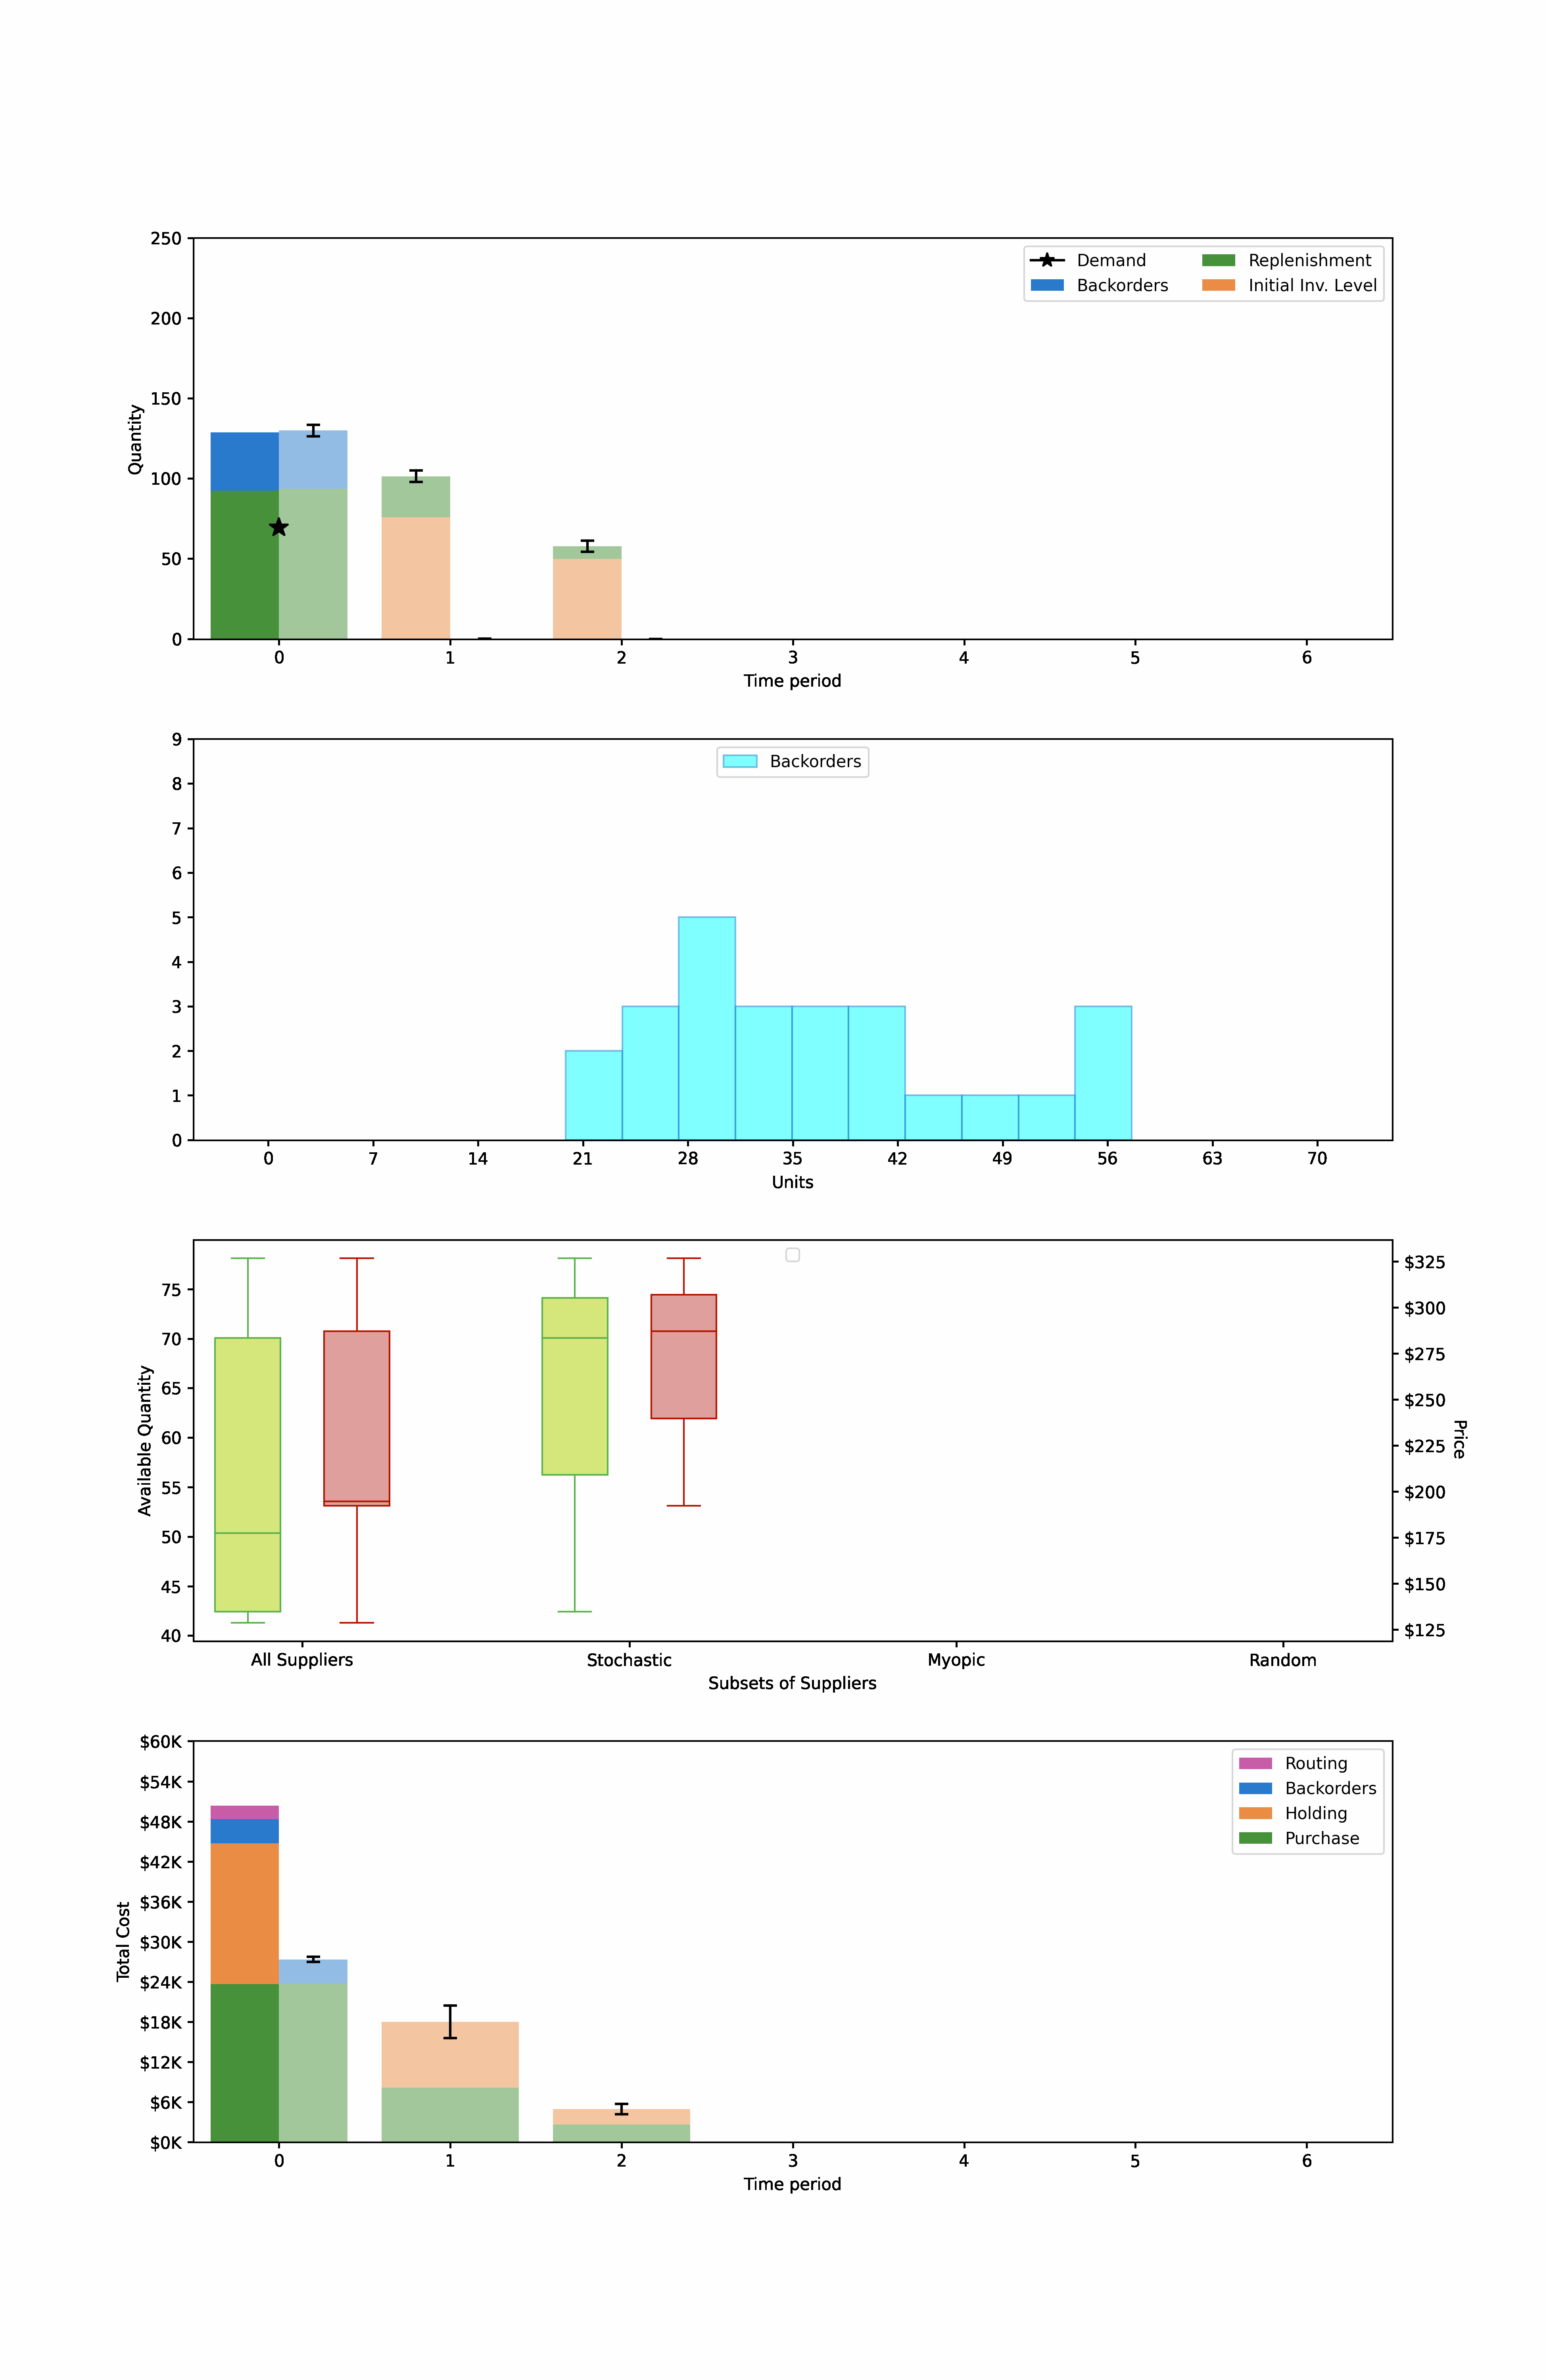 250
200
150
100
50
0
Quantity
Demand
Backorders
Replenishment
Initial Inv. Level
0 1 2 3 4 5 6
Time period
9
8
7
6
5
4
3
2
1
0
Backorders
0 7 14 21 28 35 42 49 56 63 70
Units
75
70
65
60
55
50
45
40
Available Quantity
$325
$300
$275
$250
$225
$200
$175
$150
$125
Price
All Suppliers Stochastic Myopic Random
Subsets of Suppliers
$60K
$54K
$48K
$42K
$36K
$30K
$24K
$18K
$12K
$6K
$0K
Total Cost
Routing
Backorders
Holding
Purchase
0 1 2 3 4 5 6
Time period